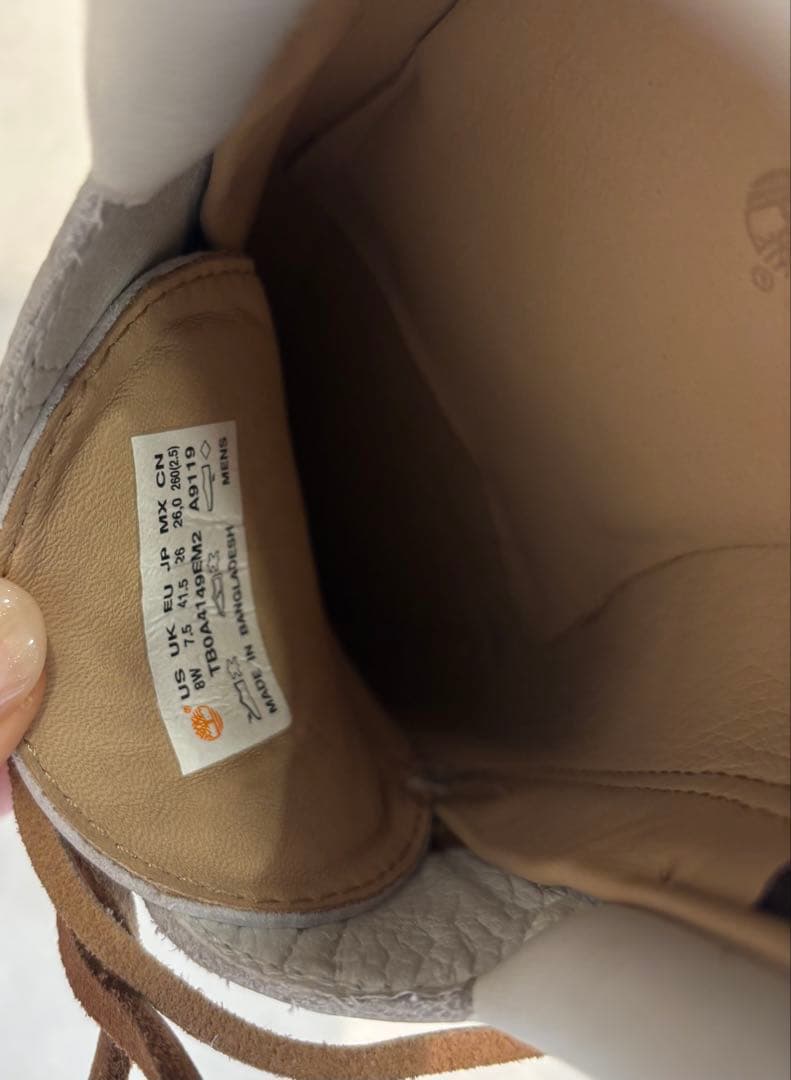 US UK EU JP MX CN
8W 7,5 41.5 26 26,0 260(2.5)
TB0A4149EM2 A9119
MADE IN BANGLADESH MENS